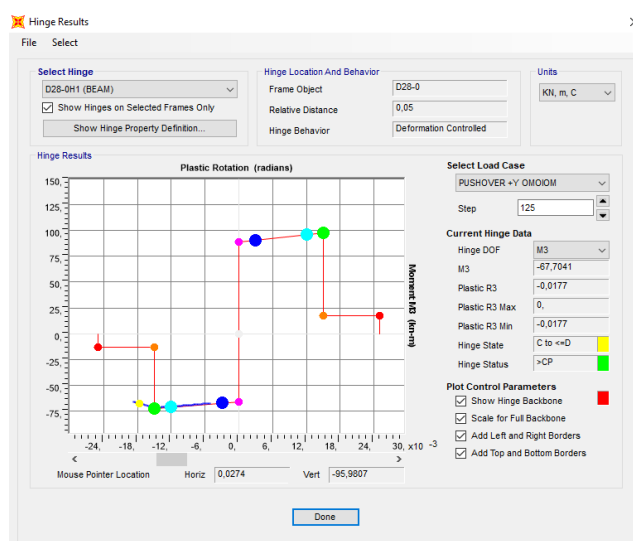 Hinge Results
File Select
Select Hinge
D28-0H1 (BEAM)
Show Hinges on Selected Frames Only
Show Hinge Property Definition...
Hinge Location And Behavior
Frame Object D28-0
Relative Distance 0,05
Hinge Behavior Deformation Controlled
Units
KN, m, C
Hinge Results
Plastic Rotation (radians)
150,
125,
100,
75,
50,
25,
0,
-25,
-50,
-75,
-24, -18, -12, -6, 0, 6, 12, 18, 24, 30, x10 -3
Moment M3 (kn-m)
Mouse Pointer Location Horiz 0,0274 Vert -95,9807
Select Load Case
PUSHOVER +Y OMOIOM
Step 125
Current Hinge Data
Hinge DOF M3
M3 -67,7041
Plastic R3 -0,0177
Plastic R3 Max 0,
Plastic R3 Min -0,0177
Hinge State C to <=D
Hinge Status >CP
Plot Control Parameters
Show Hinge Backbone
Scale for Full Backbone
Add Left and Right Borders
Add Top and Bottom Borders
Done